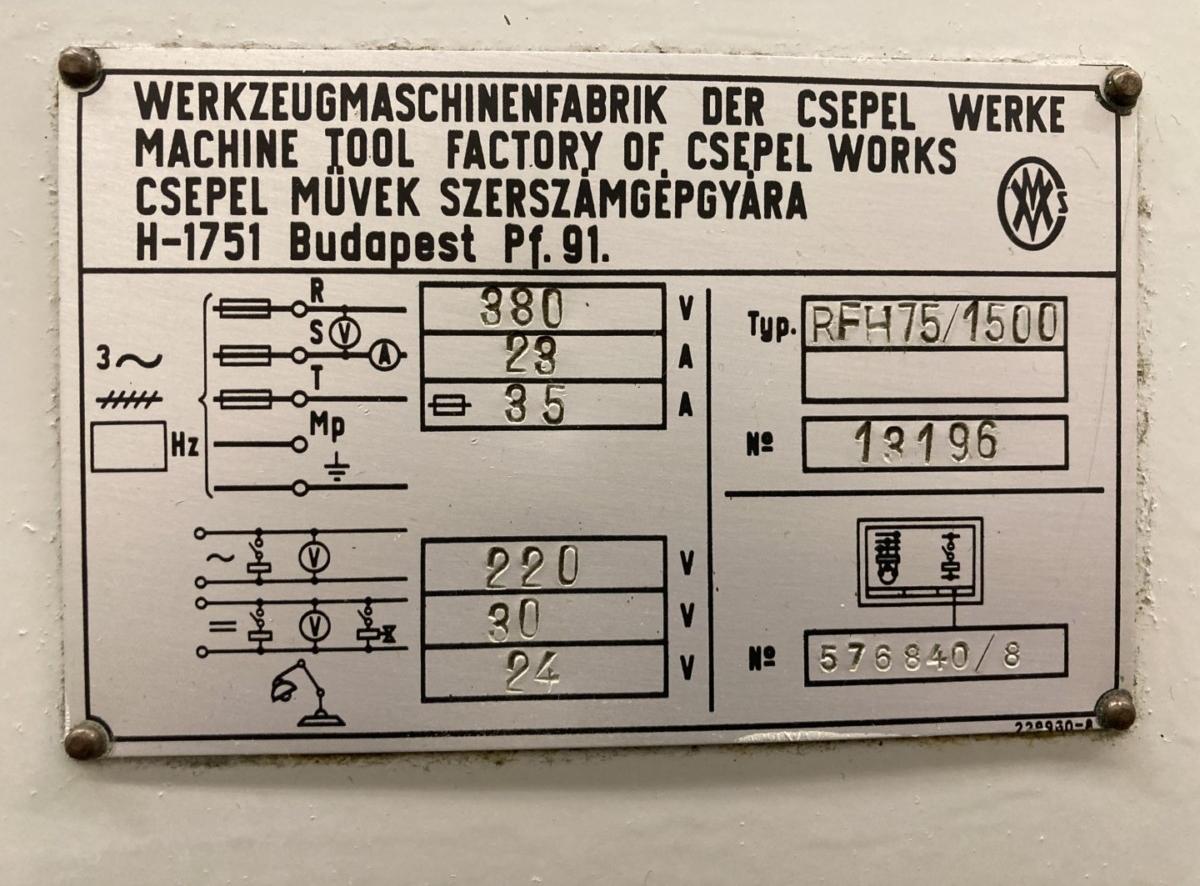 WERKZEUGMASCHINENFABRIK DER CSEPEL WERKE
MACHINE TOOL FACTORY OF CSEPEL WORKS
CSEPEL MÜVEK SZERSZÁMGÉPGYÁRA
H-1751 Budapest Pf. 91.
R
S V
A
T
Mp
3~
Hz
380 V
23 A
35 A
Typ. RFH75/1500
Nº 13196
~ V
= V
220 V
30 V
24 V
Nº 576840/8